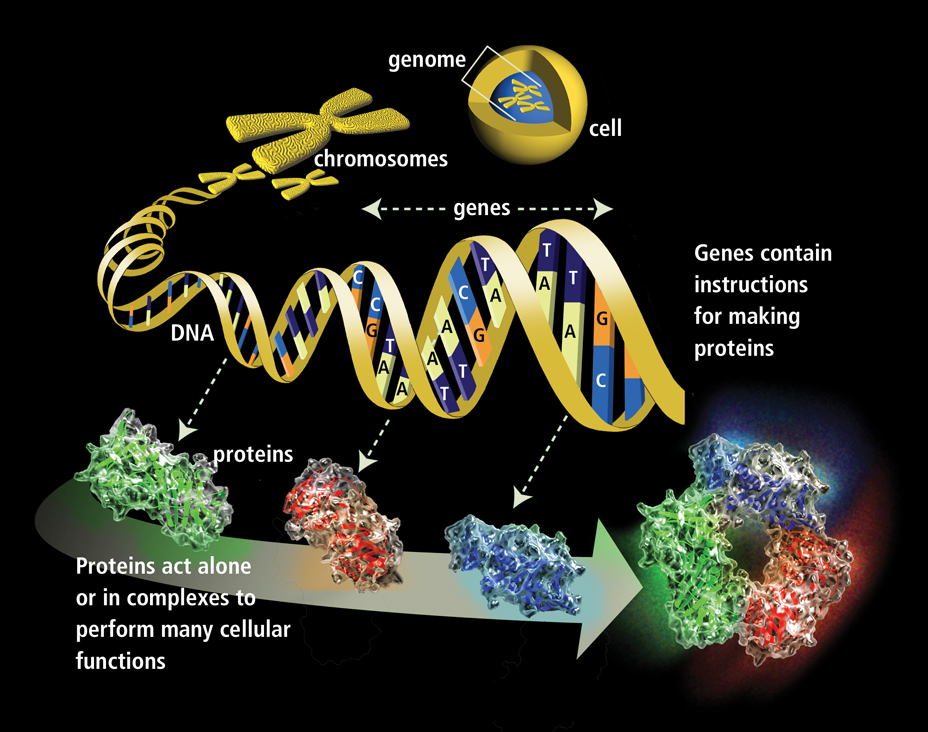 genome
cell
chromosomes
genes
Genes contain
instructions
for making
proteins
DNA
C
C
G
T
A
A
A
A
T
T
C
G
T
A
T
A
T
A
G
C
proteins
Proteins act alone
or in complexes to
perform many cellular
functions